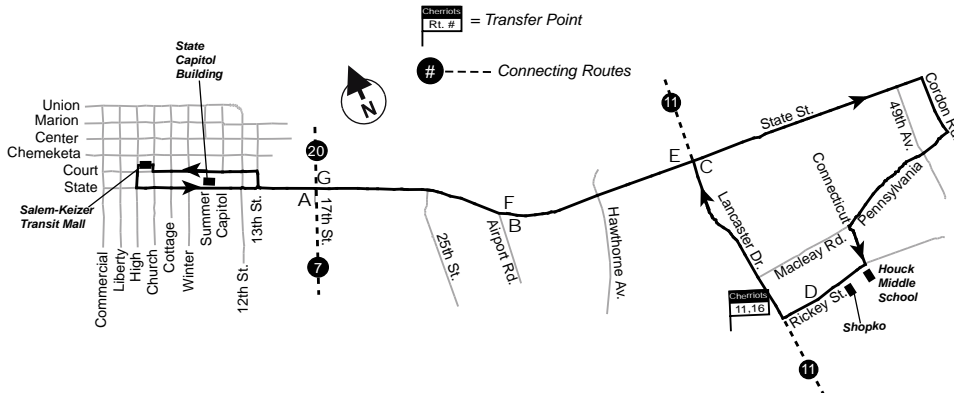 Cherriots
Rt. #
= Transfer Point
#
Connecting Routes
N
State
Capitol
Building
Union
Marion
Center
Chemeketa
Court
State
Salem-Keizer
Transit Mall
Commercial
Liberty
High
Church
Cottage
Winter
Summer
Capitol
12th St.
13th St.
20
G
A
17th St.
7
25th St.
F
B
Airport Rd.
Hawthorne Av.
11
E
C
State St.
49th Av.
Cordon Rd.
Connecticut
Pennsylvania
Lancaster Dr.
Macleay Rd.
D
Rickey St.
Houck
Middle
School
Shopko
Cherriots
11,16
11